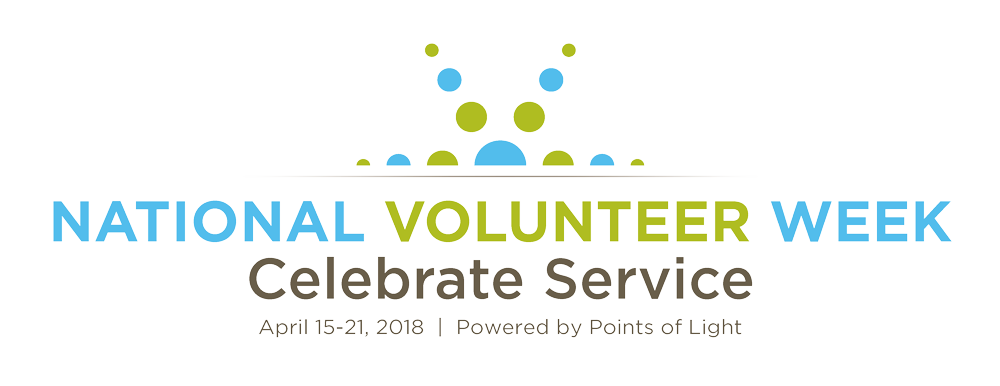 NATIONAL VOLUNTEER WEEK
Celebrate Service
April 15-21, 2018 | Powered by Points of Light